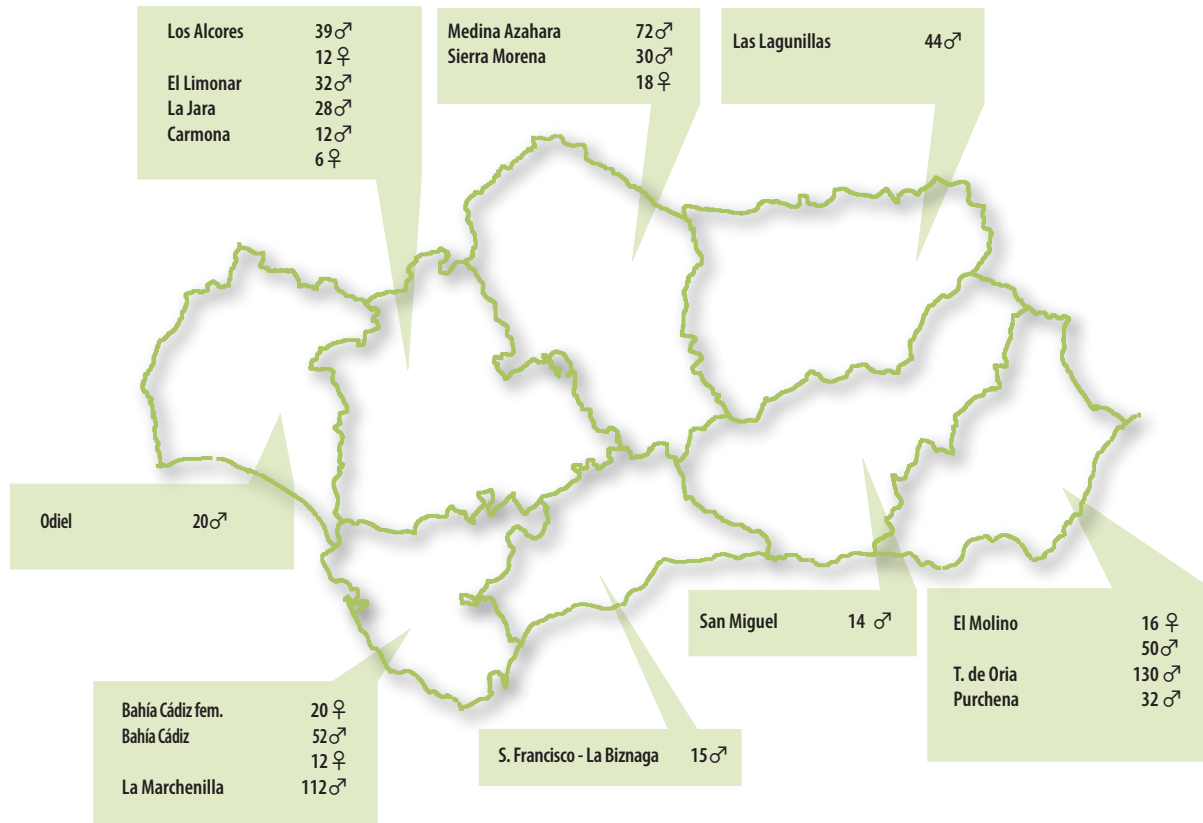 Los Alcores 39♂
12♀
El Limonar 32♂
La Jara 28♂
Carmona 12♂
6♀
Medina Azahara 72♂
Sierra Morena 30♂
18♀
Las Lagunillas 44♂
Odiel 20♂
San Miguel 14 ♂
El Molino 16 ♀
50♂
T. de Oria 130 ♂
Purchena 32 ♂
Bahía Cádiz fem. 20 ♀
Bahía Cádiz 52♂
12♀
La Marchenilla 112♂
S. Francisco - La Biznaga 15♂